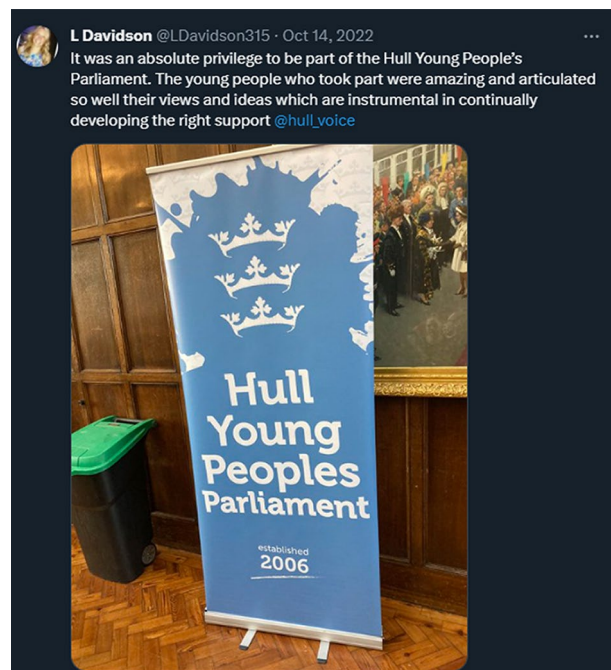 L Davidson @LDavidson315 · Oct 14, 2022
It was an absolute privilege to be part of the Hull Young People’s
Parliament. The young people who took part were amazing and articulated
so well their views and ideas which are instrumental in continually
developing the right support @hull_voice
Hull
Young
Peoples
Parliament
established
2006